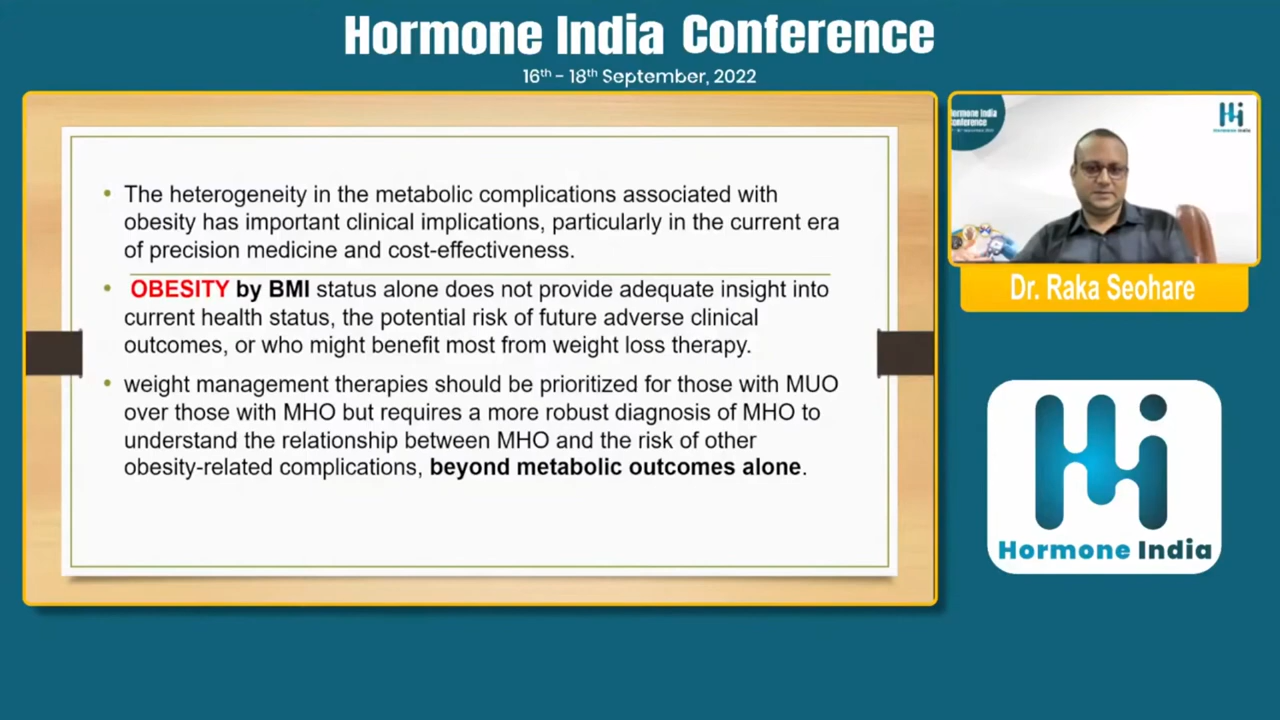 Hormone India Conference
16th - 18th September, 2022
• The heterogeneity in the metabolic complications associated with
obesity has important clinical implications, particularly in the current era
of precision medicine and cost-effectiveness.
• OBESITY by BMI status alone does not provide adequate insight into
current health status, the potential risk of future adverse clinical
outcomes, or who might benefit most from weight loss therapy.
• weight management therapies should be prioritized for those with MUO
over those with MHO but requires a more robust diagnosis of MHO to
understand the relationship between MHO and the risk of other
obesity-related complications, beyond metabolic outcomes alone.
Hormone India
Dr. Raka Seohare
Hi
Hormone India